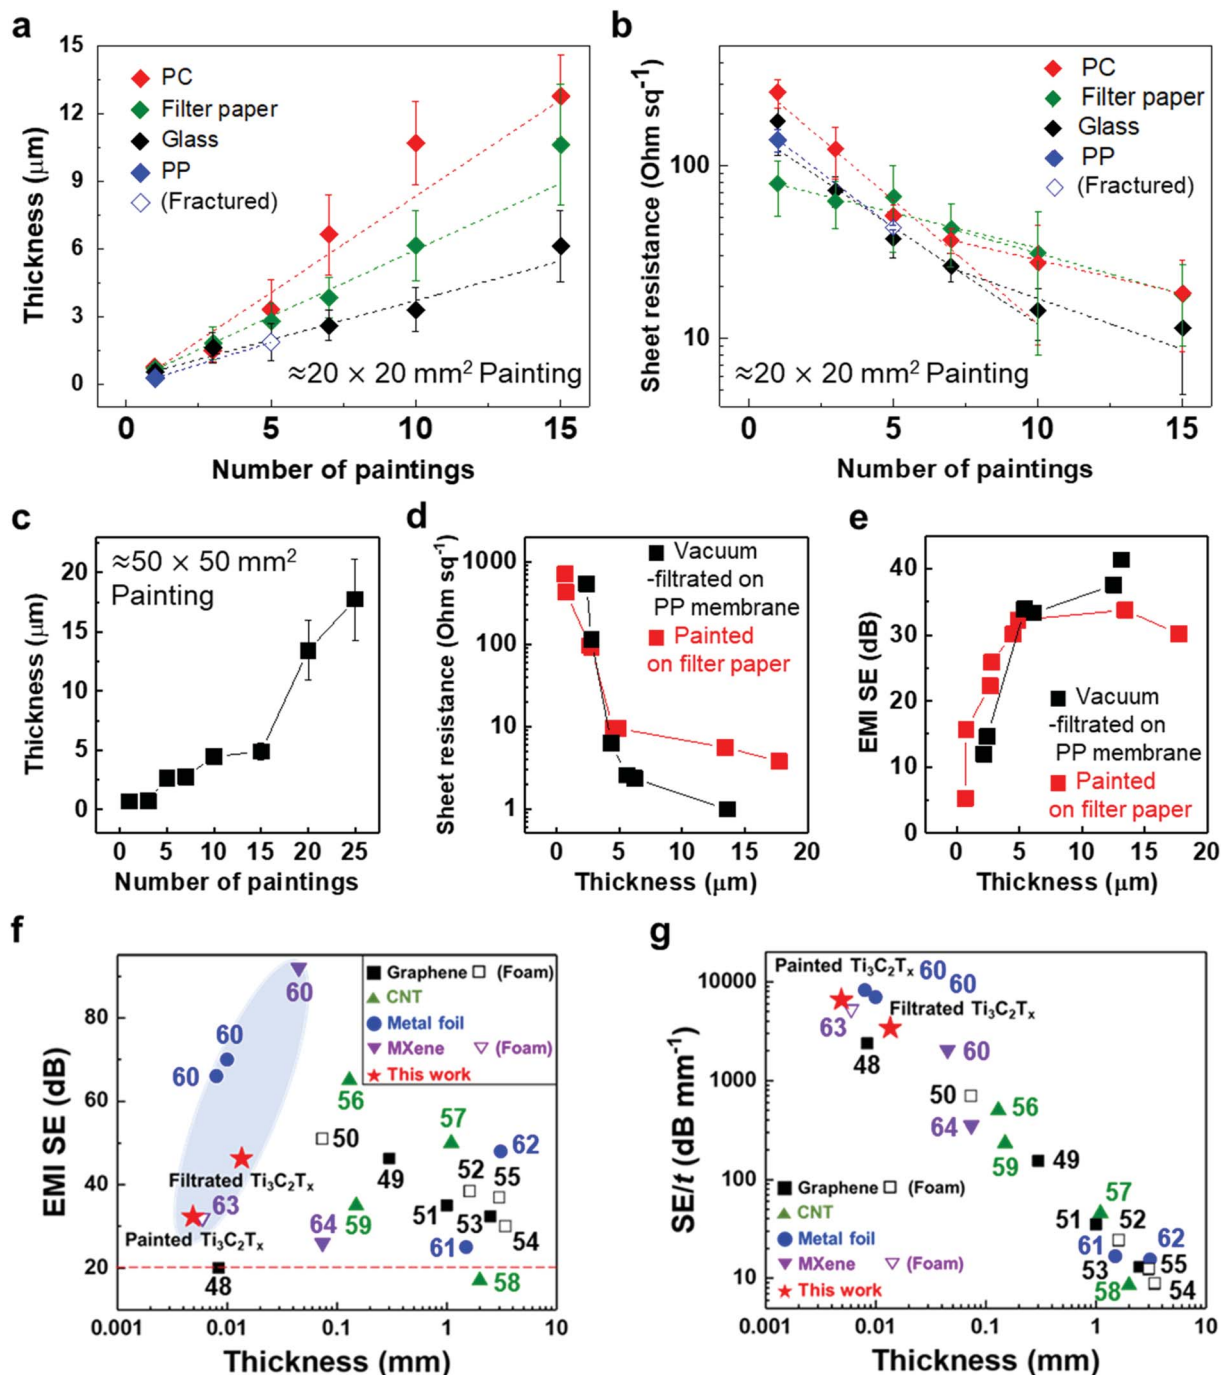 a
15
12
9
6
3
0
Thickness (μm)
PC
Filter paper
Glass
PP
(Fractured)
≈20 × 20 mm² Painting
0 5 10 15
Number of paintings
b
Sheet resistance (Ohm sq⁻¹)
100
10
PC
Filter paper
Glass
PP
(Fractured)
≈20 × 20 mm² Painting
0 5 10 15
Number of paintings
c
≈50 × 50 mm²
Painting
Thickness (μm)
20
15
10
5
0
0 5 10 15 20 25
Number of paintings
d
Sheet resistance (Ohm sq⁻¹)
1000
100
10
1
Vacuum
-filtrated on
PP membrane
Painted
on filter paper
0 5 10 15 20
Thickness (μm)
e
EMI SE (dB)
40
30
20
10
0
Vacuum
-filtrated on
PP membrane
Painted
on filter paper
0 5 10 15 20
Thickness (μm)
f
EMI SE (dB)
80
60
40
20
Graphene (Foam)
CNT
Metal foil
MXene (Foam)
This work
60
60
60
56
57
50
49
62
52
55
Filtrated Ti₃C₂Tₓ
63
59
64
51
53
54
61
Painted Ti₃C₂Tₓ
48
58
0.001 0.01 0.1 1 10
Thickness (mm)
g
SE/t (dB mm⁻¹)
10000
1000
100
10
Painted Ti₃C₂Tₓ 60
60
63
Filtrated Ti₃C₂Tₓ
48
60
50
56
64
59
49
Graphene (Foam)
CNT
Metal foil
MXene (Foam)
This work
57
51
52
61
62
53
55
58
54
0.001 0.01 0.1 1 10
Thickness (mm)